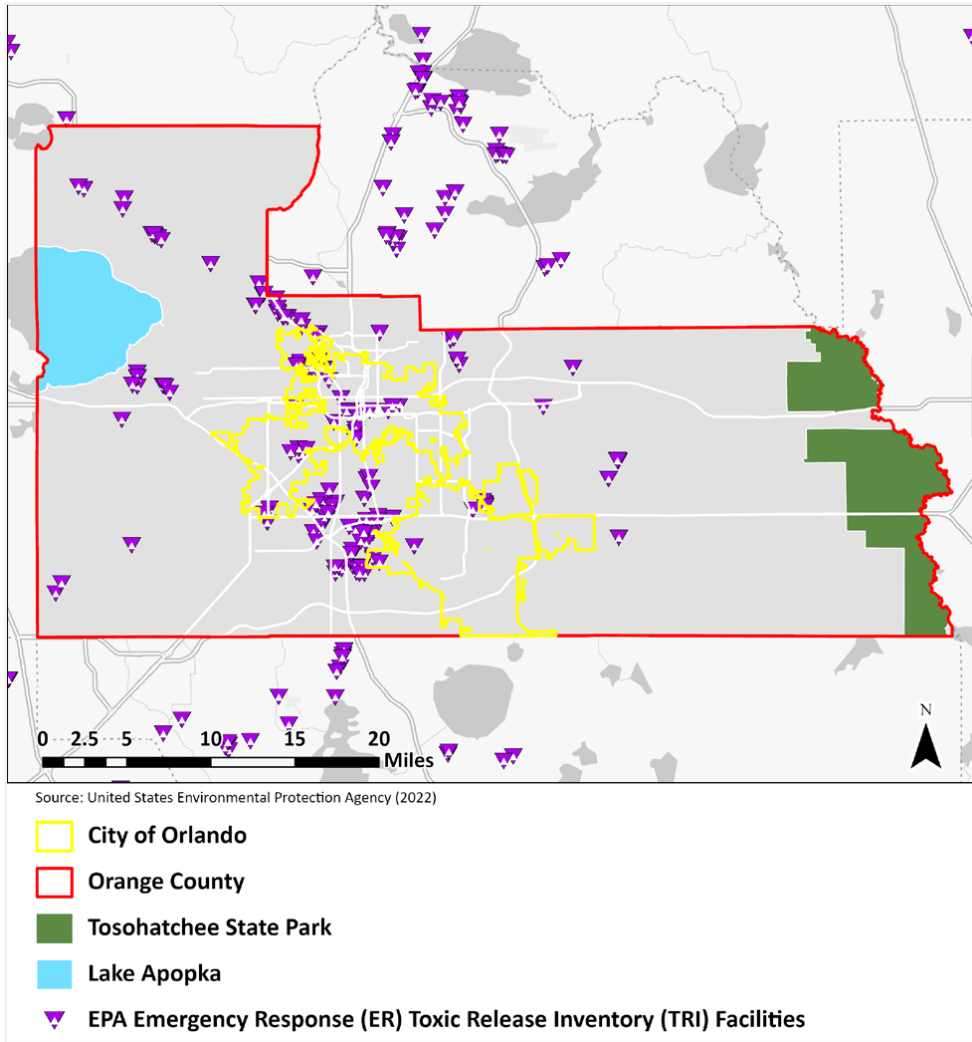 N
0 2.5 5 10 15 20
Miles
Source: United States Environmental Protection Agency (2022)
City of Orlando
Orange County
Tosohatchee State Park
Lake Apopka
EPA Emergency Response (ER) Toxic Release Inventory (TRI) Facilities